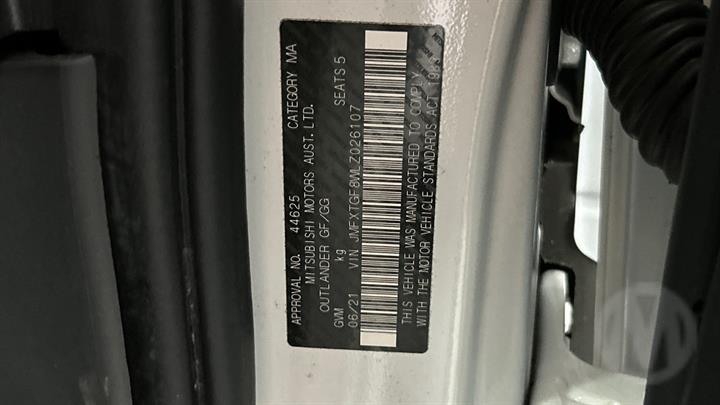 APPROVAL NO. 44625 CATEGORY MA
MITSUBISHI MOTORS AUST. LTD.
OUTLANDER GF/GG
GVM kg SEATS 5
06/21 VIN JMFXTGF8WLZ026107
THIS VEHICLE WAS MANUFACTURED TO COMPLY
WITH THE MOTOR VEHICLE STANDARDS ACT 1989
M